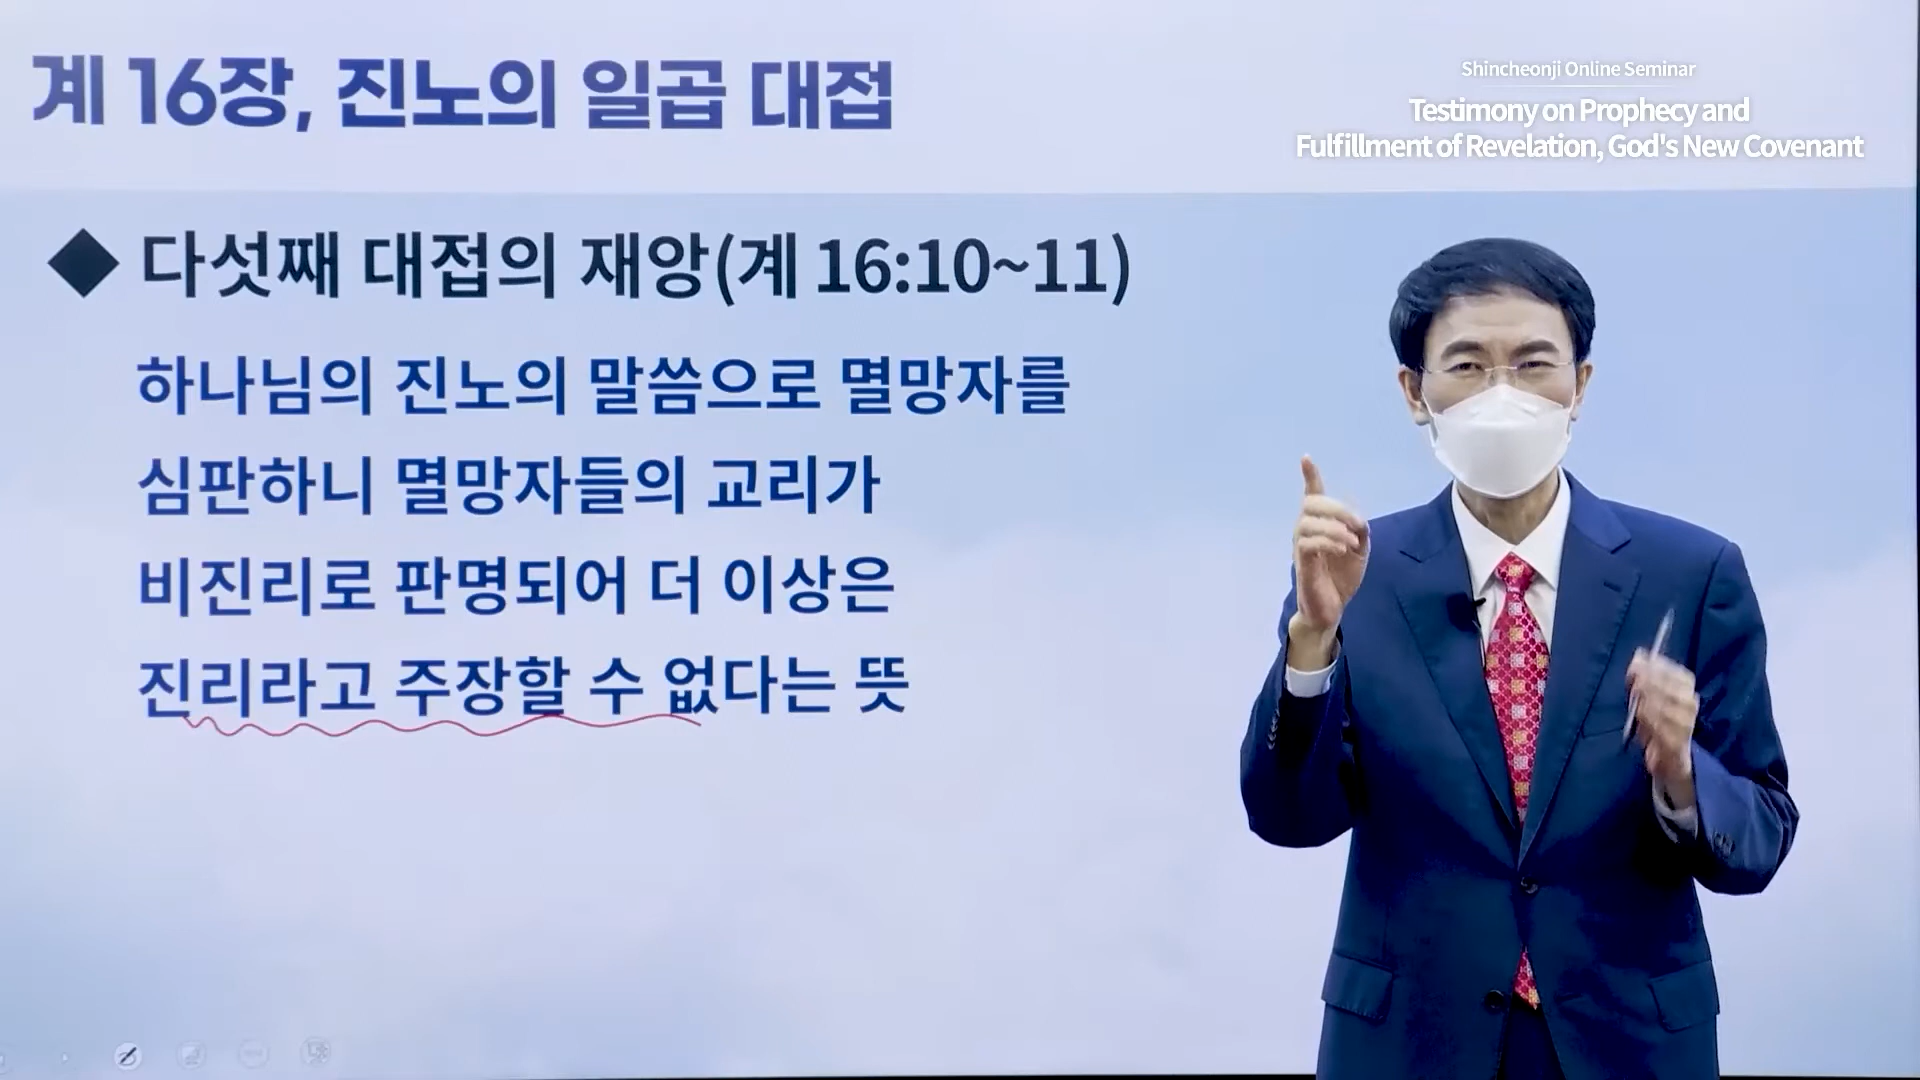 계 16장, 진노의 일곱 대접
Shincheonji Online Seminar
Testimony on Prophecy and
Fulfillment of Revelation, God's New Covenant
◆ 다섯째 대접의 재앙(계 16:10~11)
하나님의 진노의 말씀으로 멸망자를
심판하니 멸망자들의 교리가
비진리로 판명되어 더 이상은
진리라고 주장할 수 없다는 뜻